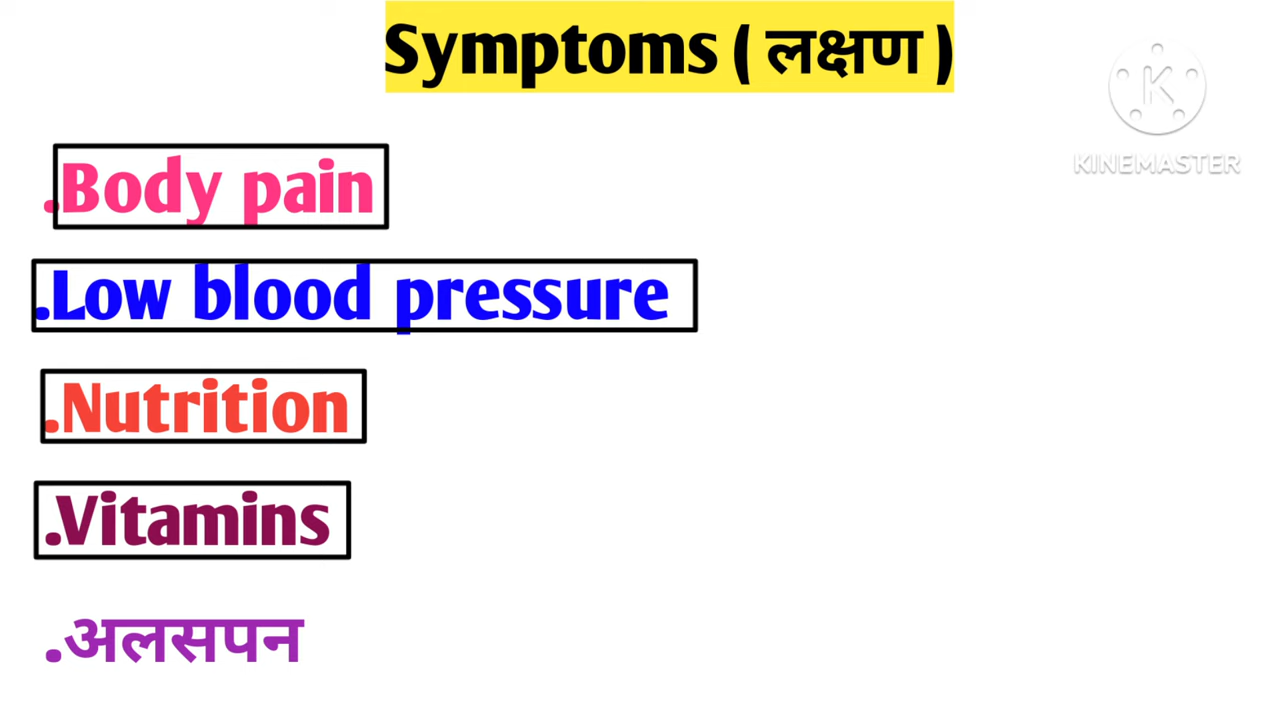 Symptoms ( लक्षण )
K
KINEMASTER
.Body pain
.Low blood pressure
.Nutrition
.Vitamins
.अलसपन